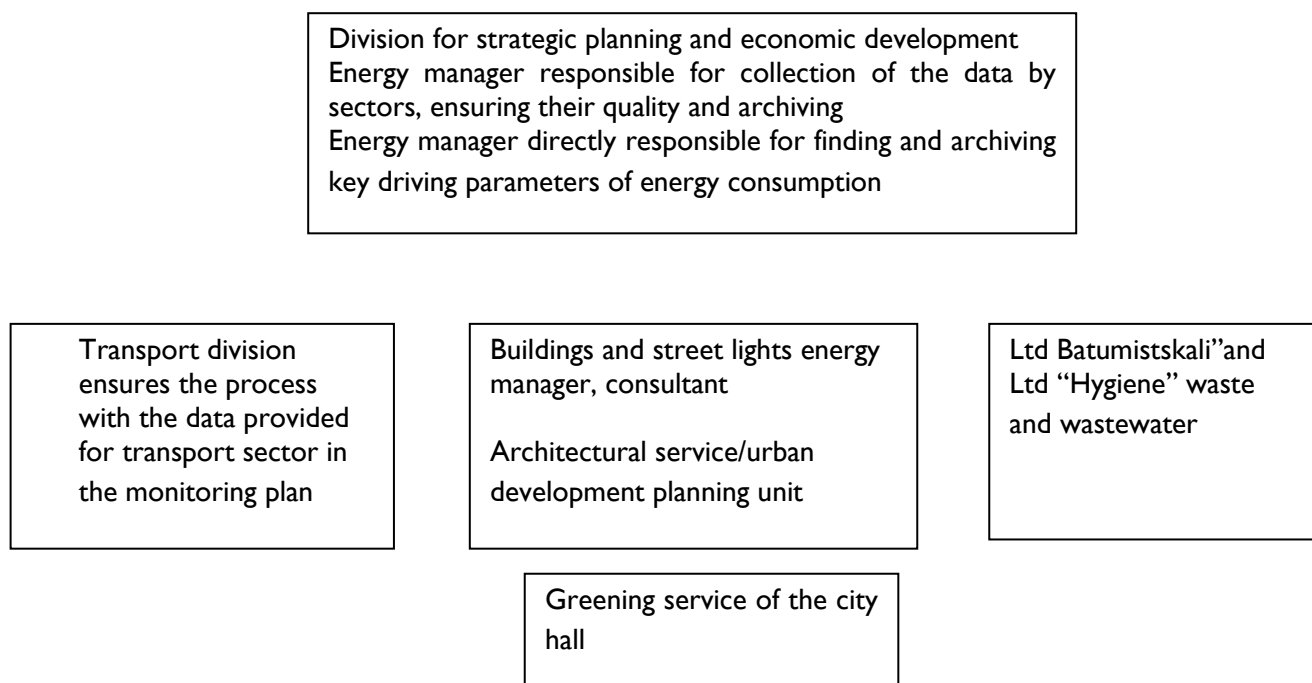 Division for strategic planning and economic development
Energy manager responsible for collection of the data by
sectors, ensuring their quality and archiving
Energy manager directly responsible for finding and archiving
key driving parameters of energy consumption
Transport division
ensures the process
with the data provided
for transport sector in
the monitoring plan
Buildings and street lights energy
manager, consultant
Architectural service/urban
development planning unit
Ltd Batumistskali”and
Ltd “Hygiene” waste
and wastewater
Greening service of the city
hall